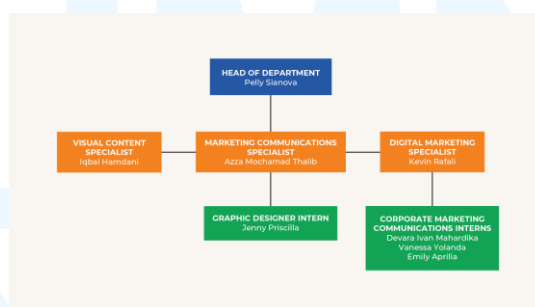 HEAD OF DEPARTMENT
Pelly Sianova
VISUAL CONTENT
SPECIALIST
Iqbal Hamdani
MARKETING COMMUNICATIONS
SPECIALIST
Azza Mochamad Thalib
DIGITAL MARKETING
SPECIALIST
Kevin Rafali
GRAPHIC DESIGNER INTERN
Jenny Priscilla
CORPORATE MARKETING
COMMUNICATIONS INTERNS
Devara Ivan Mahardika
Vanessa Yolanda
Emily Aprilia